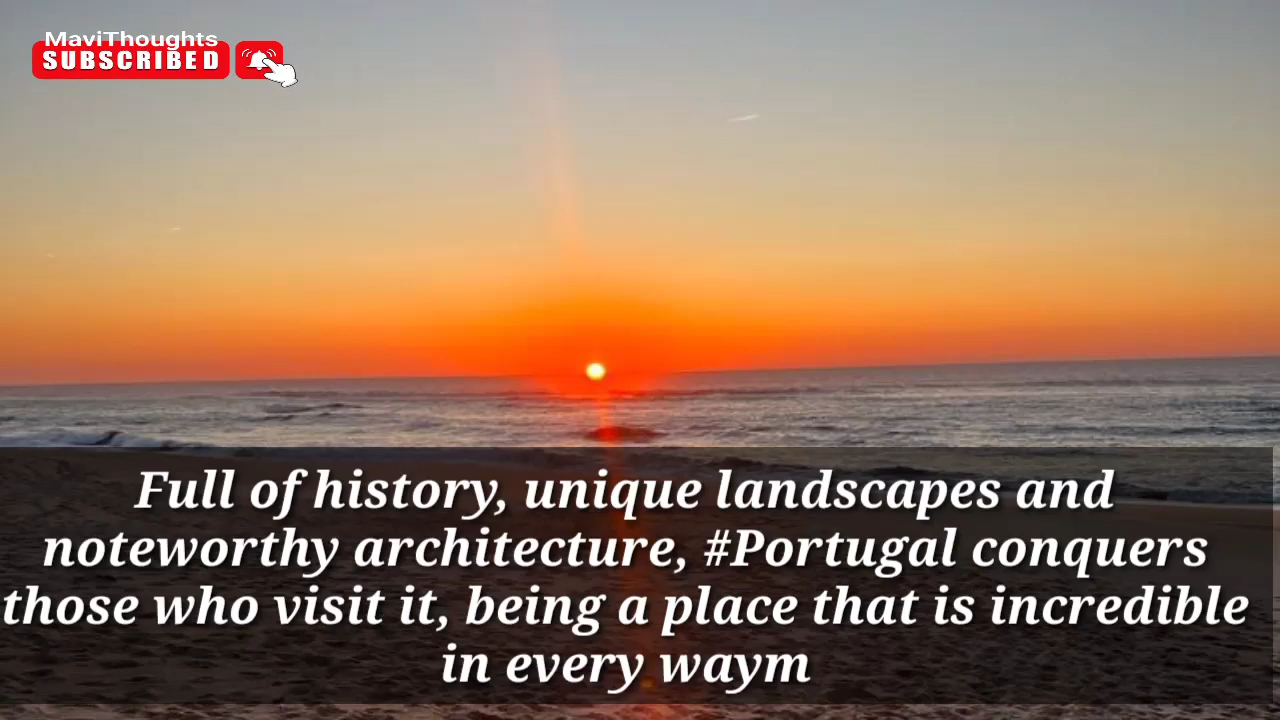 MaviThoughts
SUBSCRIBED
Full of history, unique landscapes and
noteworthy architecture, #Portugal conquers
those who visit it, being a place that is incredible
in every waym